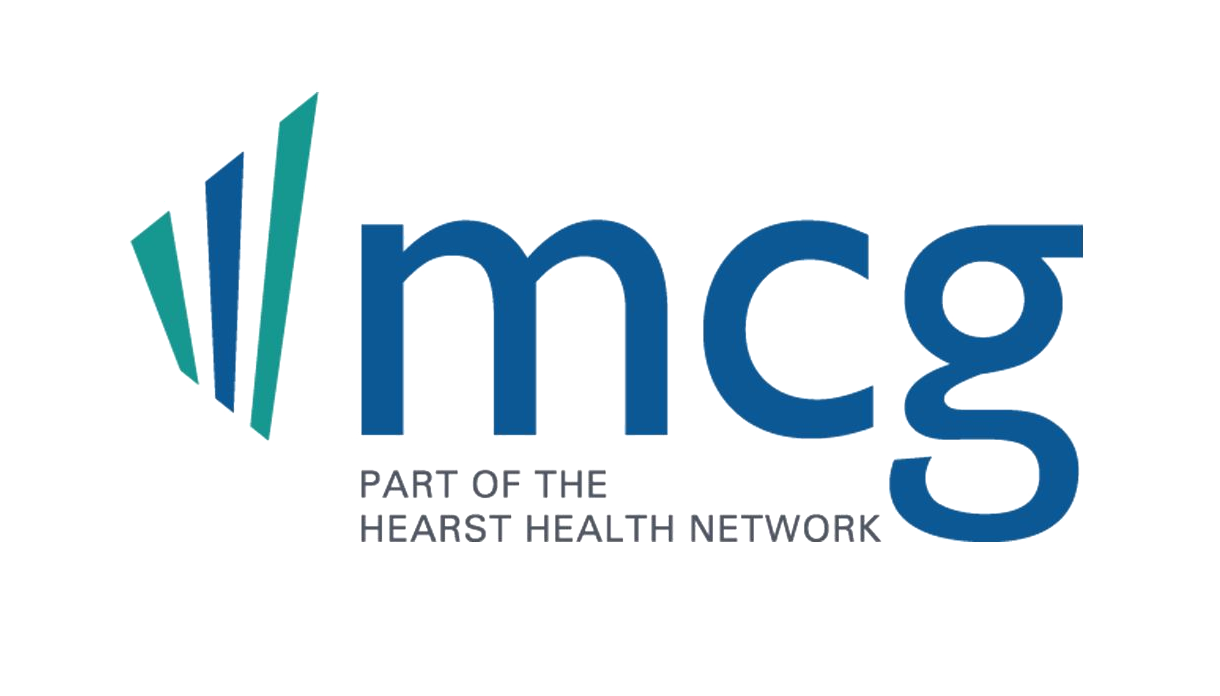 mcg
PART OF THE
HEARST HEALTH NETWORK